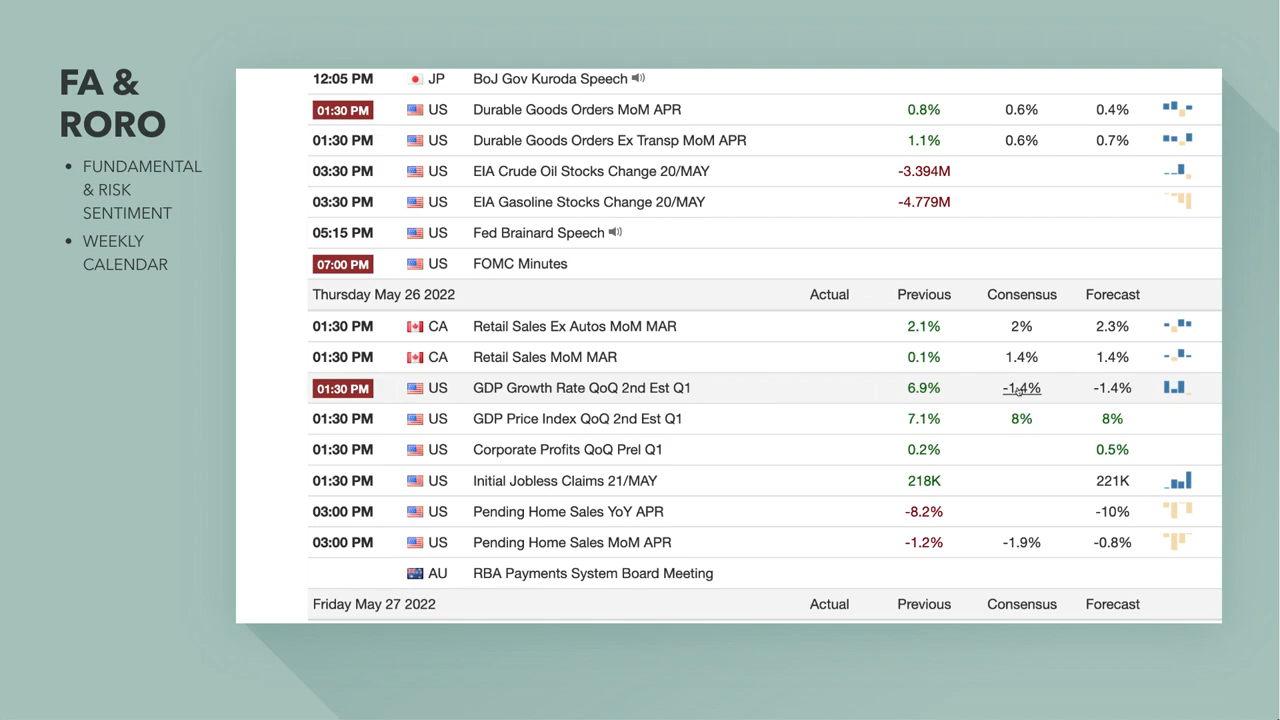 FA &
RORO
• FUNDAMENTAL
& RISK
SENTIMENT
• WEEKLY
CALENDAR
12:05 PM JP BoJ Gov Kuroda Speech
01:30 PM US Durable Goods Orders MoM APR 0.8% 0.6% 0.4%
01:30 PM US Durable Goods Orders Ex Transp MoM APR 1.1% 0.6% 0.7%
03:30 PM US EIA Crude Oil Stocks Change 20/MAY -3.394M
03:30 PM US EIA Gasoline Stocks Change 20/MAY -4.779M
05:15 PM US Fed Brainard Speech
07:00 PM US FOMC Minutes
Thursday May 26 2022 Actual Previous Consensus Forecast
01:30 PM CA Retail Sales Ex Autos MoM MAR 2.1% 2% 2.3%
01:30 PM CA Retail Sales MoM MAR 0.1% 1.4% 1.4%
01:30 PM US GDP Growth Rate QoQ 2nd Est Q1 6.9% -1.4% -1.4%
01:30 PM US GDP Price Index QoQ 2nd Est Q1 7.1% 8% 8%
01:30 PM US Corporate Profits QoQ Prel Q1 0.2% 0.5%
01:30 PM US Initial Jobless Claims 21/MAY 218K 221K
03:00 PM US Pending Home Sales YoY APR -8.2% -10%
03:00 PM US Pending Home Sales MoM APR -1.2% -1.9% -0.8%
AU RBA Payments System Board Meeting
Friday May 27 2022 Actual Previous Consensus Forecast